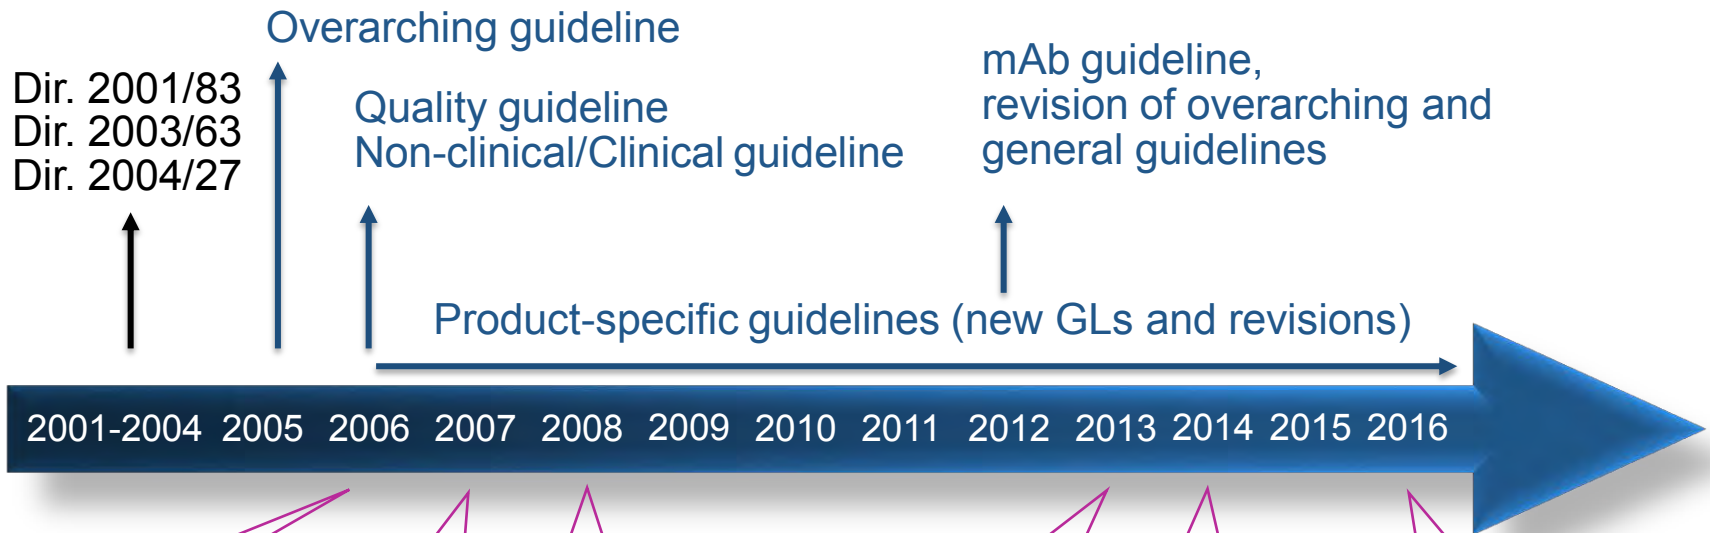 Overarching guideline
Dir. 2001/83
Dir. 2003/63
Dir. 2004/27
Quality guideline
Non-clinical/Clinical guideline
mAb guideline,
revision of overarching and
general guidelines
Product-specific guidelines (new GLs and revisions)
2001-2004 2005 2006 2007 2008 2009 2010 2011 2012 2013 2014 2015 2016